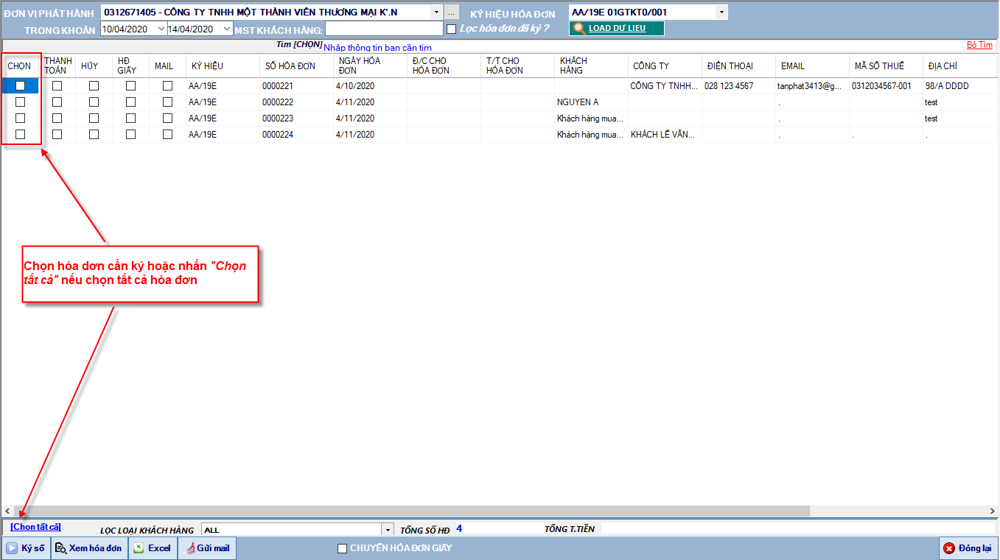 ĐƠN VỊ PHÁT HÀNH 0312671405 - CÔNG TY TNHH MỘT THÀNH VIÊN THƯƠNG MẠI K'.N ... KÝ HIỆU HÓA ĐƠN AA/19E 01GTKT0/001
TRONG KHOẢN 10/04/2020 14/04/2020 MST KHÁCH HÀNG: Lọc hóa đơn đã ký ? LOAD DỮ LIỆU
Tìm [CHỌN] Nhập thông tin bạn cần tìm Bỏ Tìm
CHỌN THANH TOÁN HỦY HĐ GIẤY MAIL KÝ HIỆU SỐ HÓA ĐƠN NGÀY HÓA ĐƠN Đ/C CHO HÓA ĐƠN T/T CHO HÓA ĐƠN KHÁCH HÀNG CÔNG TY ĐIỆN THOẠI EMAIL MÃ SỐ THUẾ ĐỊA CHỈ
AA/19E 0000221 4/10/2020 CÔNG TY TNHH... 028 123 4567 tanphat3413@g... 0312034567-001 98/A DDDD
AA/19E 0000222 4/11/2020 NGUYEN A . test
AA/19E 0000223 4/11/2020 Khách hàng mua... . test
AA/19E 0000224 4/11/2020 Khách hàng mua... KHÁCH LẼ VÃN... . . .
Chọn hóa dơn cần ký hoặc nhấn "Chọn
tất cả" nếu chọn tất cả hóa đơn
[Chọn tất cả] LỌC LOẠI KHÁCH HÀNG ALL TỔNG SỐ HĐ 4 TỔNG T.TIỀN
Ký số Xem hóa đơn Excel Gửi mail CHUYỂN HÓA ĐƠN GIẤY Đóng lại